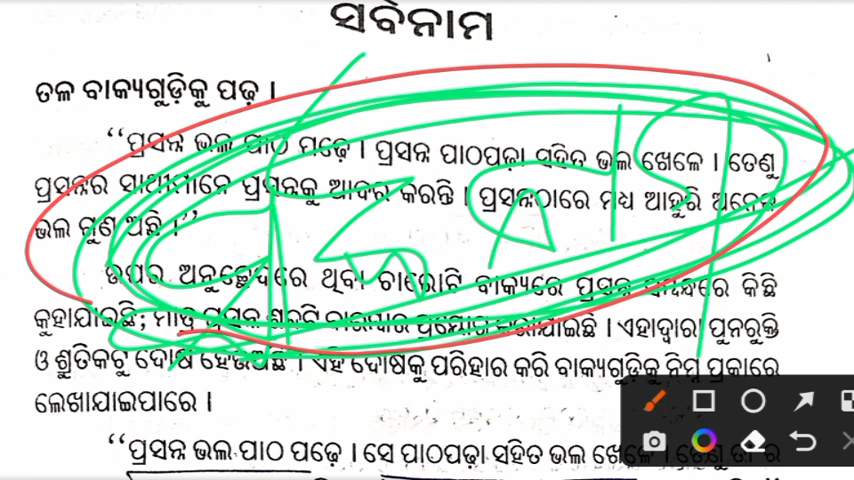 ସର୍ବନାମ
ତଳ ବାକ୍ୟଗୁଡ଼ିକୁ ପଢ଼ ।
‘‘ପ୍ରସନ୍ନ ଭଲ ପାଠ ପଢ଼େ । ପ୍ରସନ୍ନ ପାଠପଢ଼ା ସହିତ ଭଲ ଖେଳେ । ତେଣୁ
ପ୍ରସନ୍ନର ସାଥୀମାନେ ପ୍ରସନ୍ନକୁ ଆଦର କରନ୍ତି । ପ୍ରସନ୍ନଠାରେ ମଧ୍ୟ ଆହୁରି ଅନେକ
ଭଲ ଗୁଣ ଅଛି ।’’
ଉପର ଅନୁଚ୍ଛେଦରେ ଥିବା ଚାରୋଟି ବାକ୍ୟରେ ପ୍ରସନ୍ନ ସମ୍ବନ୍ଧରେ କିଛି
କୁହାଯାଇଛି; ମାତ୍ର ପ୍ରସନ୍ନ ଶବ୍ଦଟି ବାରମ୍ବାର ପ୍ରୟୋଗ କରାଯାଇଛି । ଏହାଦ୍ୱାରା ପୁନରୁକ୍ତି
ଓ ଶ୍ରୁତିକଟୁ ଦୋଷ ହେଉଅଛି । ଏହି ଦୋଷକୁ ପରିହାର କରି ବାକ୍ୟଗୁଡ଼ିକୁ ନିମ୍ନ ପ୍ରକାରେ
ଲେଖାଯାଇପାରେ ।
‘‘ପ୍ରସନ୍ନ ଭଲ ପାଠ ପଢ଼େ । ସେ ପାଠପଢ଼ା ସହିତ ଭଲ ଖେଳେ । ତେଣୁ ତା’ର